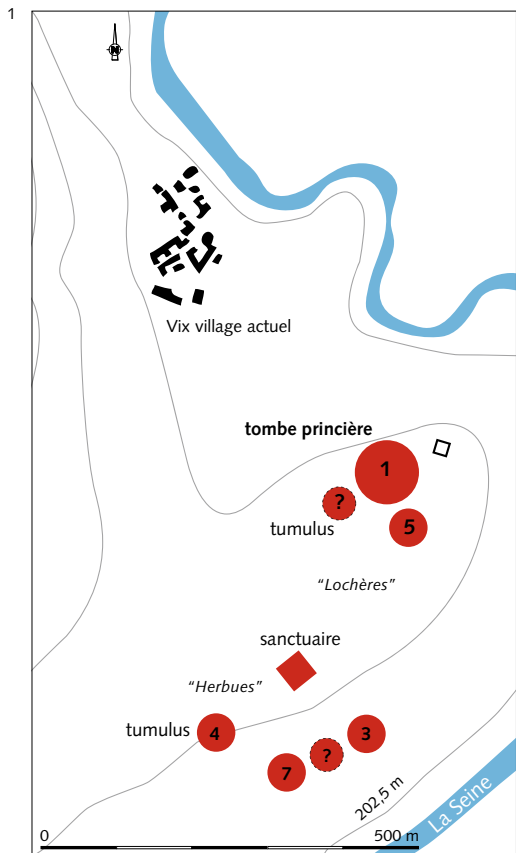 1
N
Vix village actuel
tombe princière
1
?
tumulus
5
"Lochères"
sanctuaire
"Herbues"
tumulus
4
3
?
7
202,5 m
La Seine
0
500 m